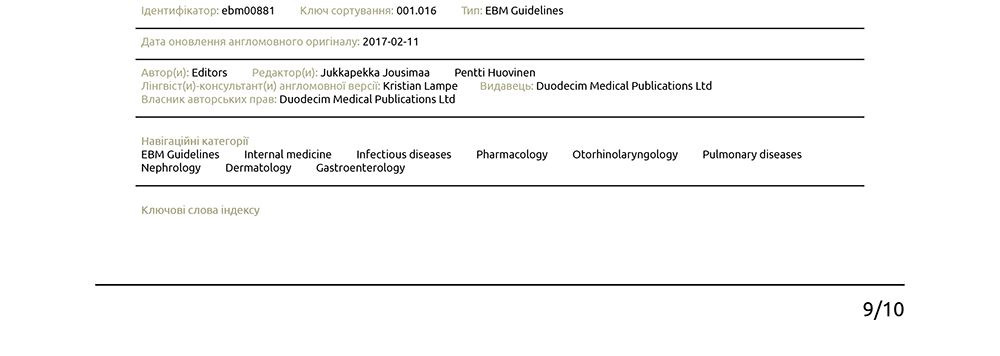 Ідентифікатор: ebm00881 Ключ сортування: 001.016 Тип: EBM Guidelines
Дата оновлення англомовного оригіналу: 2017-02-11
Автор(и): Editors Редактор(и): Jukkapekka Jousimaa Pentti Huovinen
Лінгвіст(и)-консультант(и) англомовної версії: Kristian Lampe Видавець: Duodecim Medical Publications Ltd
Власник авторських прав: Duodecim Medical Publications Ltd
Навігаційні категорії
EBM Guidelines Internal medicine Infectious diseases Pharmacology Otorhinolaryngology Pulmonary diseases
Nephrology Dermatology Gastroenterology
Ключові слова індексу
9/10